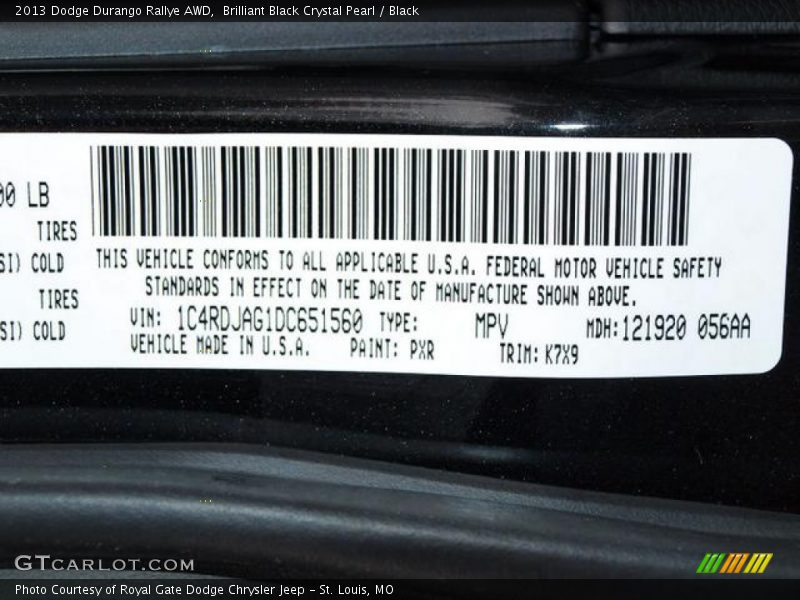 2013 Dodge Durango Rallye AWD,  Brilliant Black Crystal Pearl / Black
00 LB
TIRES
SI) COLD
TIRES
SI) COLD
THIS VEHICLE CONFORMS TO ALL APPLICABLE U.S.A. FEDERAL MOTOR VEHICLE SAFETY
STANDARDS IN EFFECT ON THE DATE OF MANUFACTURE SHOWN ABOVE.
VIN: 1C4RDJAG1DC651560 TYPE: MPV MDH:121920 056AA
VEHICLE MADE IN U.S.A. PAINT: PXR TRIM: K7X9
GTCARLOT.COM
Photo Courtesy of Royal Gate Dodge Chrysler Jeep – St. Louis, MO